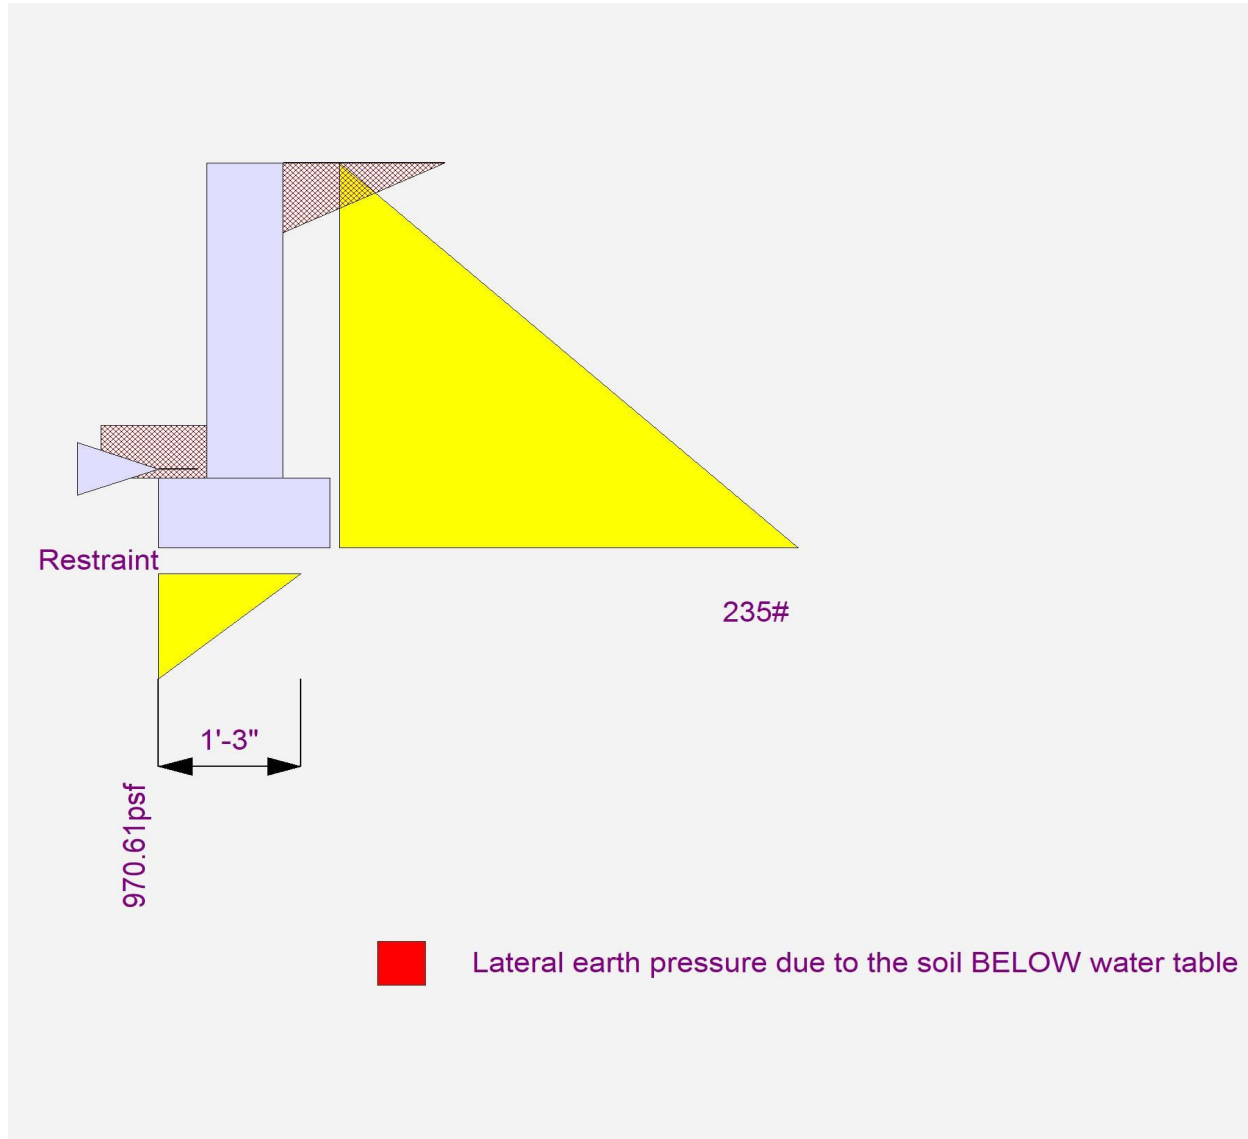 Restraint
235#
1'-3"
970.61psf
Lateral earth pressure due to the soil BELOW water table